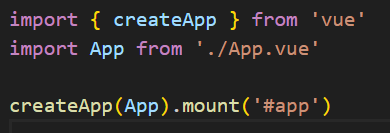 import { createApp } from 'vue'
import App from './App.vue'

createApp(App).mount('#app')